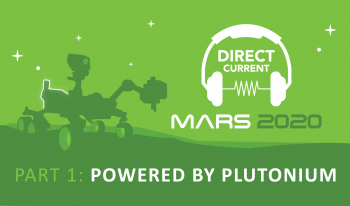 DIRECT
CURRENT
MARS 2020
PART 1: POWERED BY PLUTONIUM